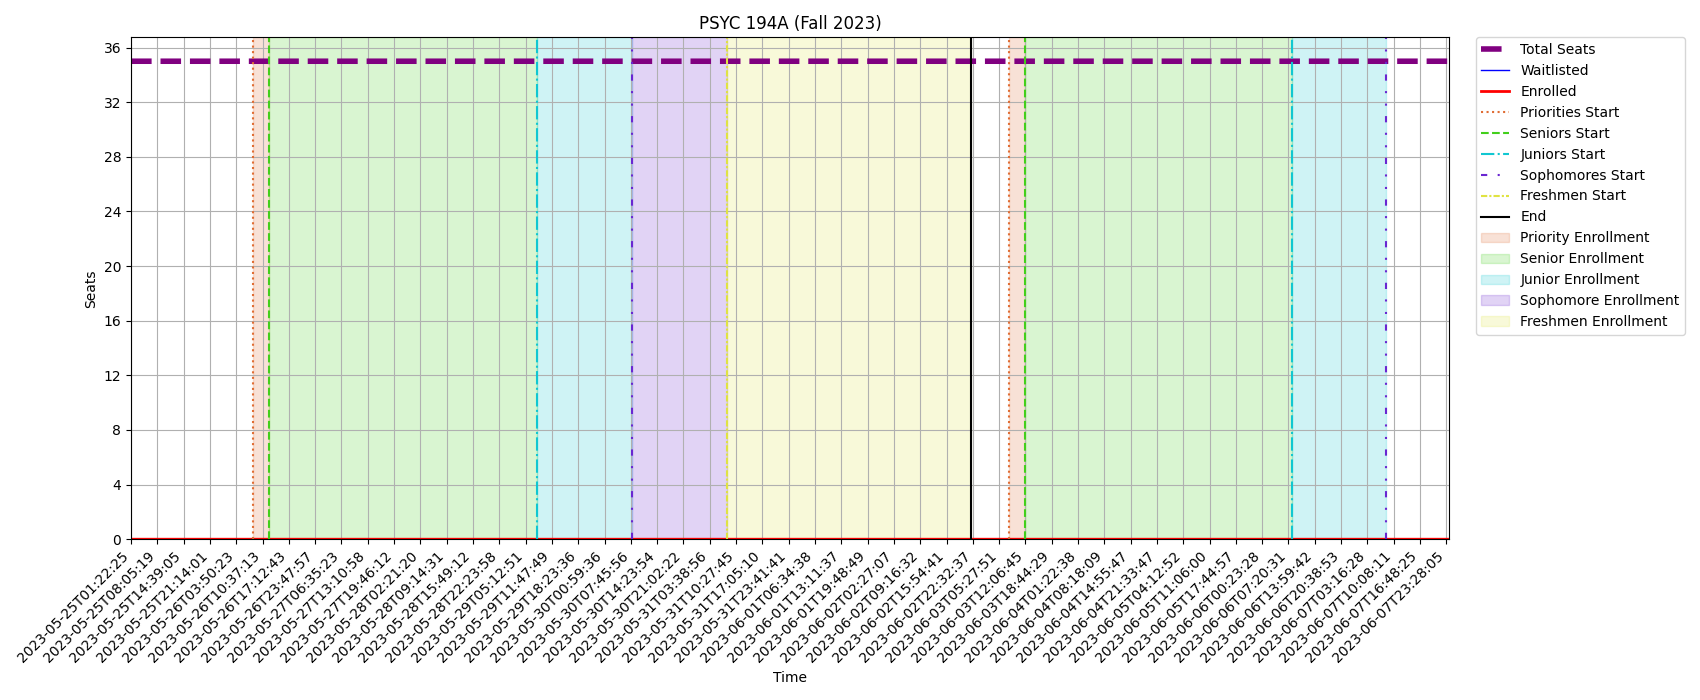 PSYC 194A (Fall 2023)
36
32
28
24
20
16
12
8
4
0
Seats
2023-05-25T01:22:25
2023-05-25T08:05:19
2023-05-25T14:39:05
2023-05-25T21:14:01
2023-05-26T03:50:23
2023-05-26T10:37:13
2023-05-26T17:12:43
2023-05-26T23:47:57
2023-05-27T06:35:23
2023-05-27T13:10:58
2023-05-27T19:46:12
2023-05-28T02:21:20
2023-05-28T09:14:31
2023-05-28T15:49:12
2023-05-28T22:23:58
2023-05-29T05:12:51
2023-05-29T11:47:49
2023-05-29T18:23:36
2023-05-30T00:59:36
2023-05-30T07:45:56
2023-05-30T14:23:54
2023-05-30T21:02:22
2023-05-31T03:38:56
2023-05-31T10:27:45
2023-05-31T17:05:10
2023-05-31T23:41:41
2023-06-01T06:34:38
2023-06-01T13:11:37
2023-06-01T19:48:49
2023-06-02T02:27:07
2023-06-02T09:16:32
2023-06-02T15:54:41
2023-06-02T22:32:37
2023-06-03T05:27:51
2023-06-03T12:06:45
2023-06-03T18:44:29
2023-06-04T01:22:38
2023-06-04T08:18:09
2023-06-04T14:55:47
2023-06-04T21:33:47
2023-06-05T04:12:52
2023-06-05T11:06:00
2023-06-05T17:44:57
2023-06-06T00:23:28
2023-06-06T07:20:31
2023-06-06T13:59:42
2023-06-06T20:38:53
2023-06-07T03:16:28
2023-06-07T10:08:11
2023-06-07T16:48:25
2023-06-07T23:28:05
Time
Total Seats
Waitlisted
Enrolled
Priorities Start
Seniors Start
Juniors Start
Sophomores Start
Freshmen Start
End
Priority Enrollment
Senior Enrollment
Junior Enrollment
Sophomore Enrollment
Freshmen Enrollment